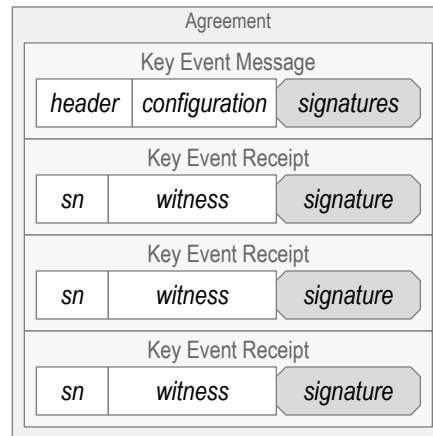 Agreement
Key Event Message
header configuration signatures
Key Event Receipt
sn witness signature
Key Event Receipt
sn witness signature
Key Event Receipt
sn witness signature